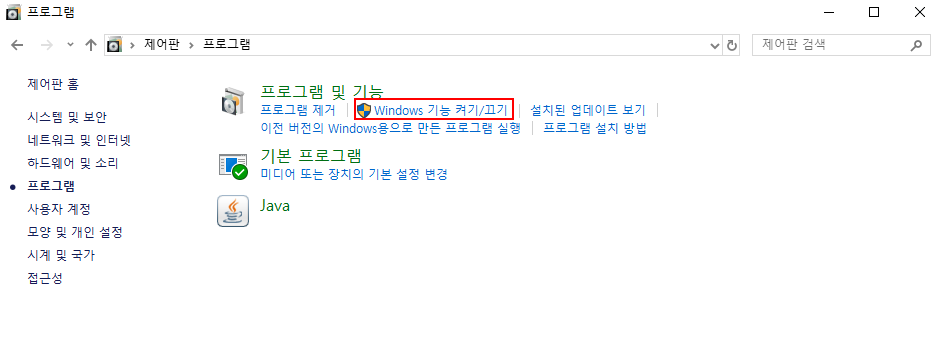 프로그램
제어판 > 프로그램
제어판 검색
제어판 홈
시스템 및 보안
네트워크 및 인터넷
하드웨어 및 소리
프로그램
사용자 계정
모양 및 개인 설정
시계 및 국가
접근성
프로그램 및 기능
프로그램 제거 Windows 기능 켜기/끄기 설치된 업데이트 보기
이전 버전의 Windows용으로 만든 프로그램 실행 프로그램 설치 방법
기본 프로그램
미디어 또는 장치의 기본 설정 변경
Java